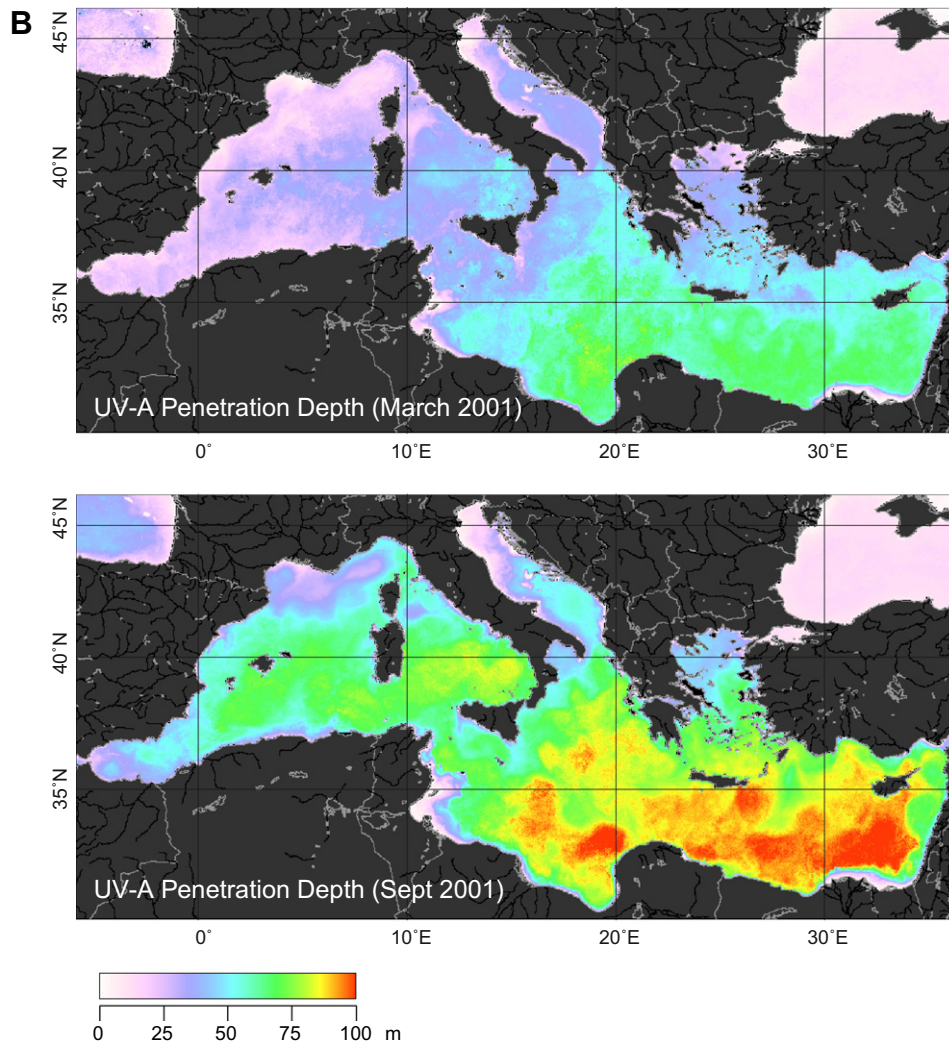 B
45°N
40°N
35°N
UV-A Penetration Depth (March 2001)
0°
10°E
20°E
30°E
45°N
40°N
35°N
UV-A Penetration Depth (Sept 2001)
0°
10°E
20°E
30°E
0 25 50 75 100 m